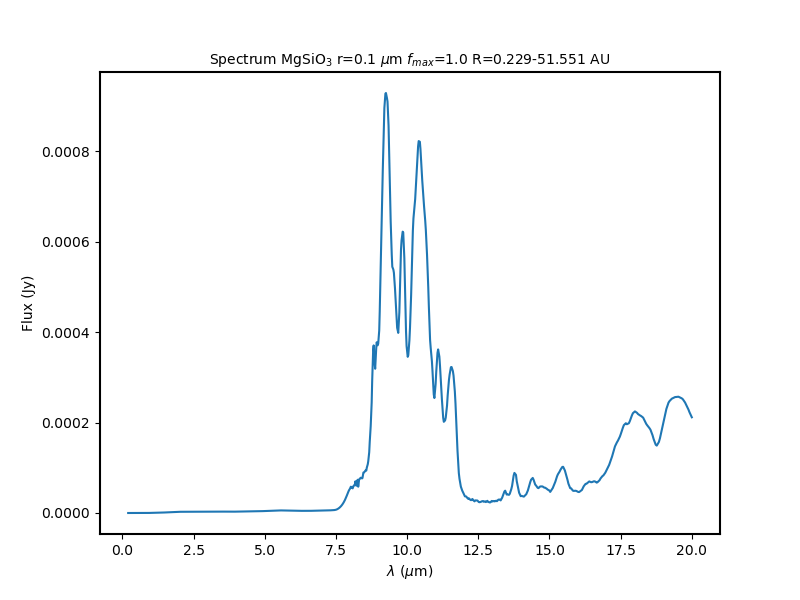 Spectrum MgSiO₃ r=0.1 μm f_max=1.0 R=0.229-51.551 AU
Flux (Jy)
0.0008
0.0006
0.0004
0.0002
0.0000
0.0 2.5 5.0 7.5 10.0 12.5 15.0 17.5 20.0
λ (μm)